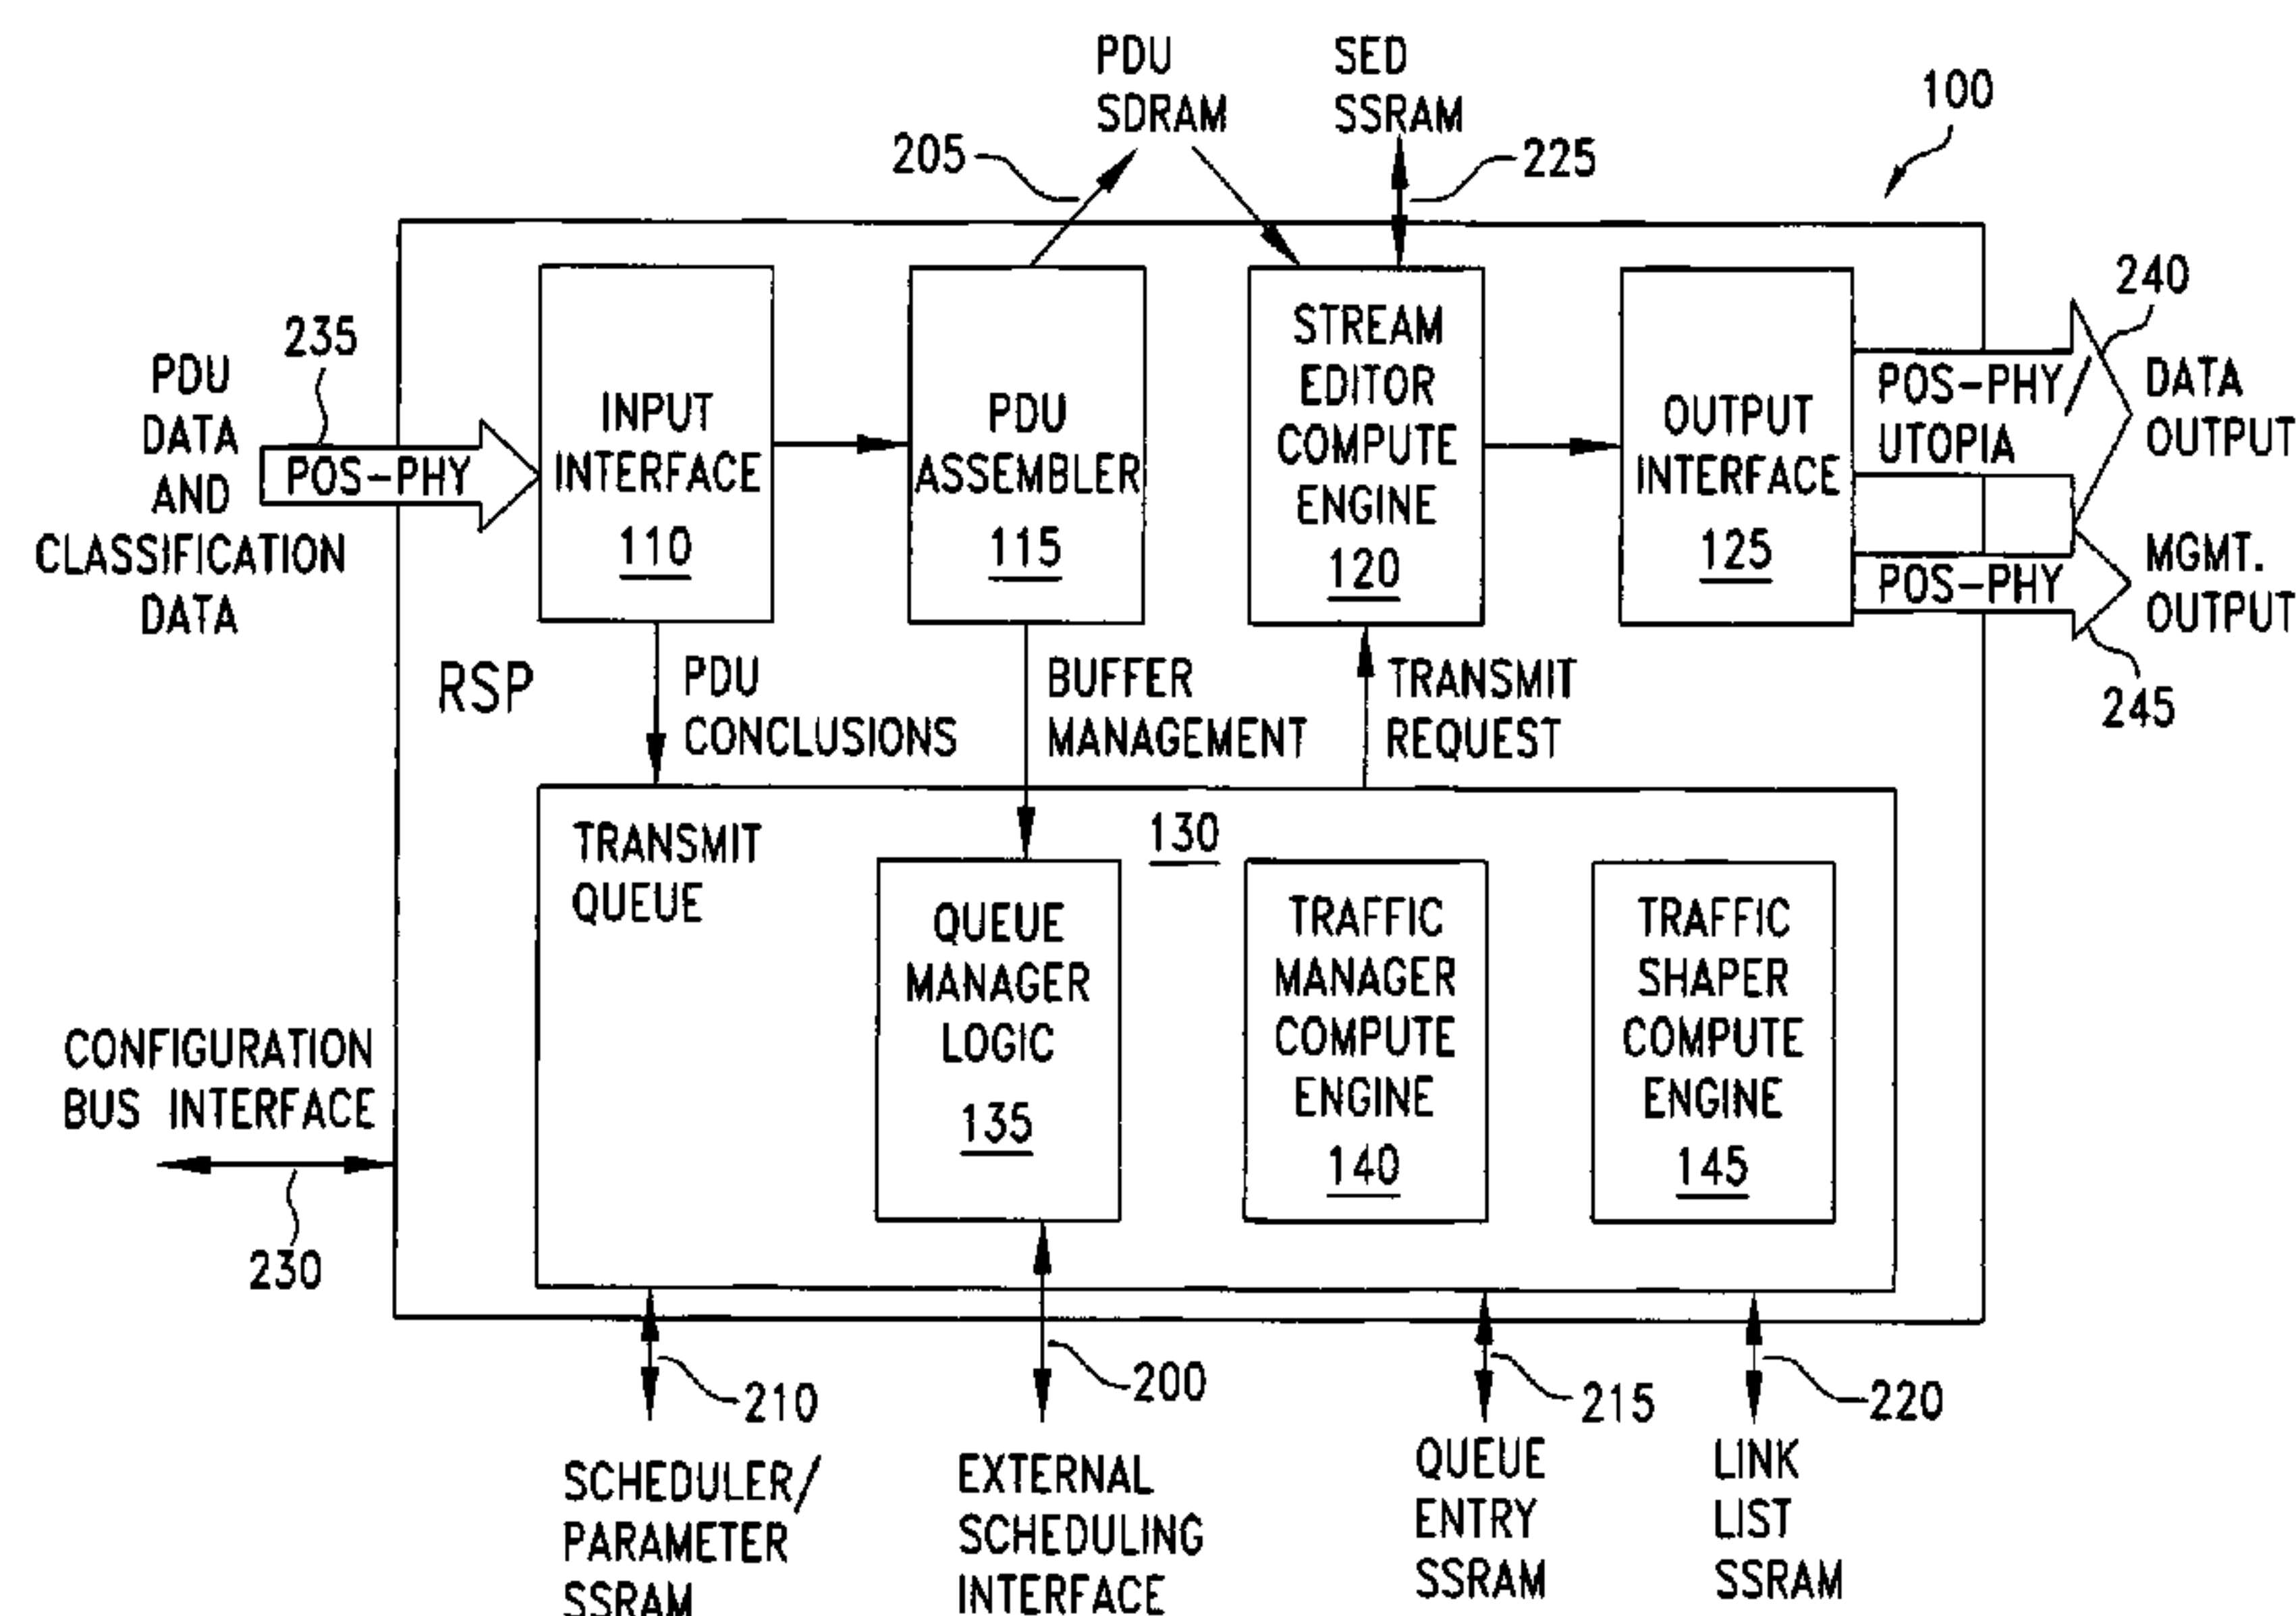 PDU
SDRAM
SED
SSRAM
100
205
225
240
235
PDU
DATA
AND
CLASSIFICATION
DATA
POS-PHY
INPUT
INTERFACE
110
PDU
ASSEMBLER
115
STREAM
EDITOR
COMPUTE
ENGINE
120
OUTPUT
INTERFACE
125
POS-PHY/
UTOPIA
DATA
OUTPUT
POS-PHY
MGMT.
OUTPUT
245
RSP
PDU
CONCLUSIONS
BUFFER
MANAGEMENT
TRANSMIT
REQUEST
TRANSMIT
QUEUE
130
QUEUE
MANAGER
LOGIC
135
TRAFFIC
MANAGER
COMPUTE
ENGINE
140
TRAFFIC
SHAPER
COMPUTE
ENGINE
145
CONFIGURATION
BUS INTERFACE
230
210
200
215
220
SCHEDULER/
PARAMETER
SSRAM
EXTERNAL
SCHEDULING
INTERFACE
QUEUE
ENTRY
SSRAM
LINK
LIST
SSRAM